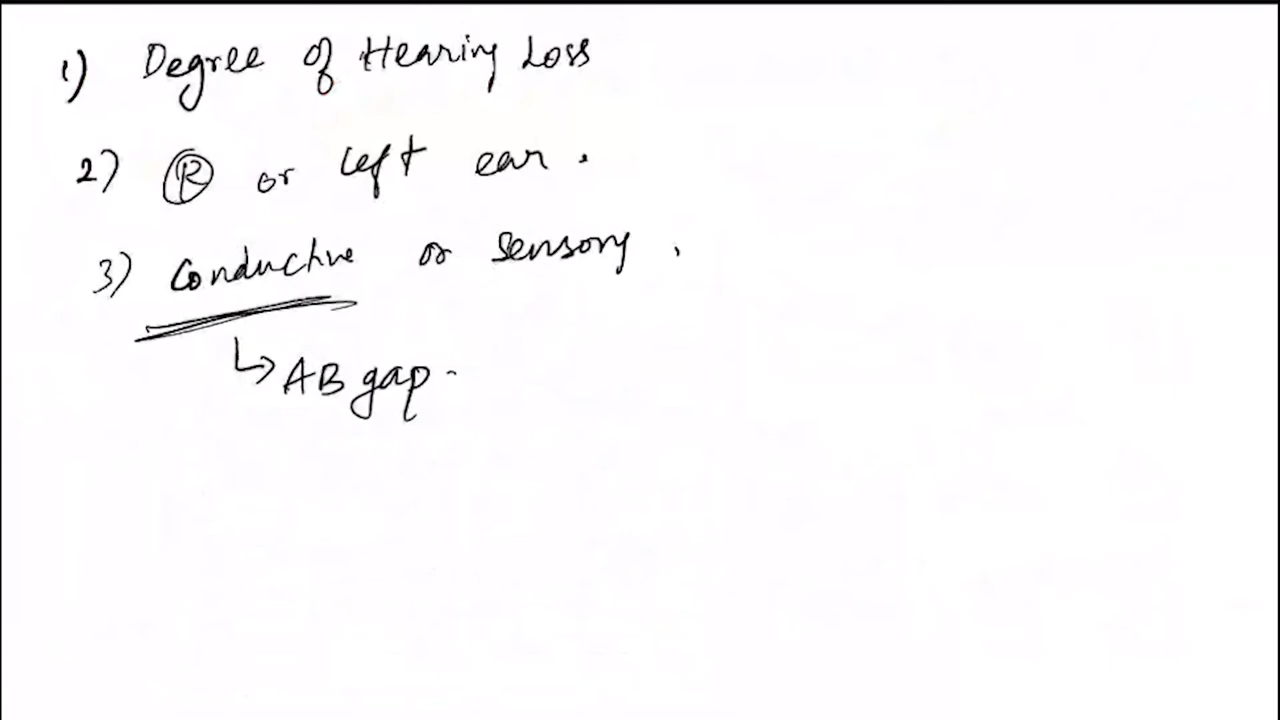 1) Degree of Hearing Loss
2) Ⓡ or left ear.
3) Conductive or sensory.
↳ AB gap.